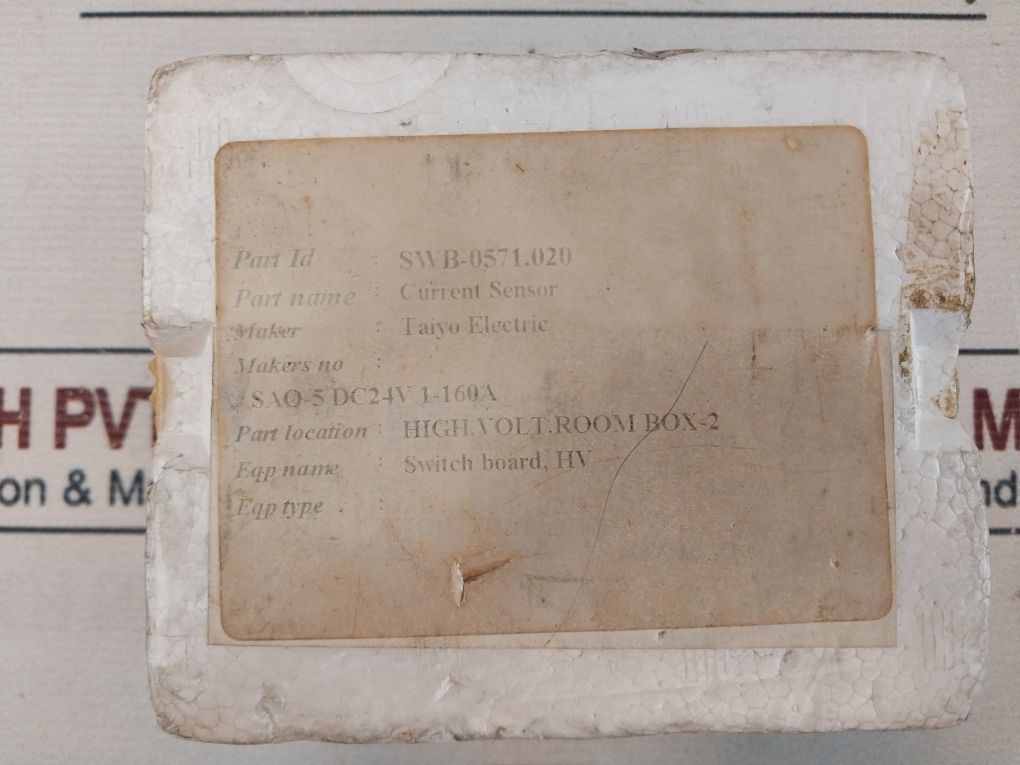 Part Id : SWB-0571.020
Part name : Current Sensor
Maker : Taiyo Electric
Makers no :
SAO-5 DC24V 1-160A
Part location : HIGH.VOLT.ROOM BOX-2
Eqp name : Switch board, HV
Eqp type :
H PVT M
on & M nd